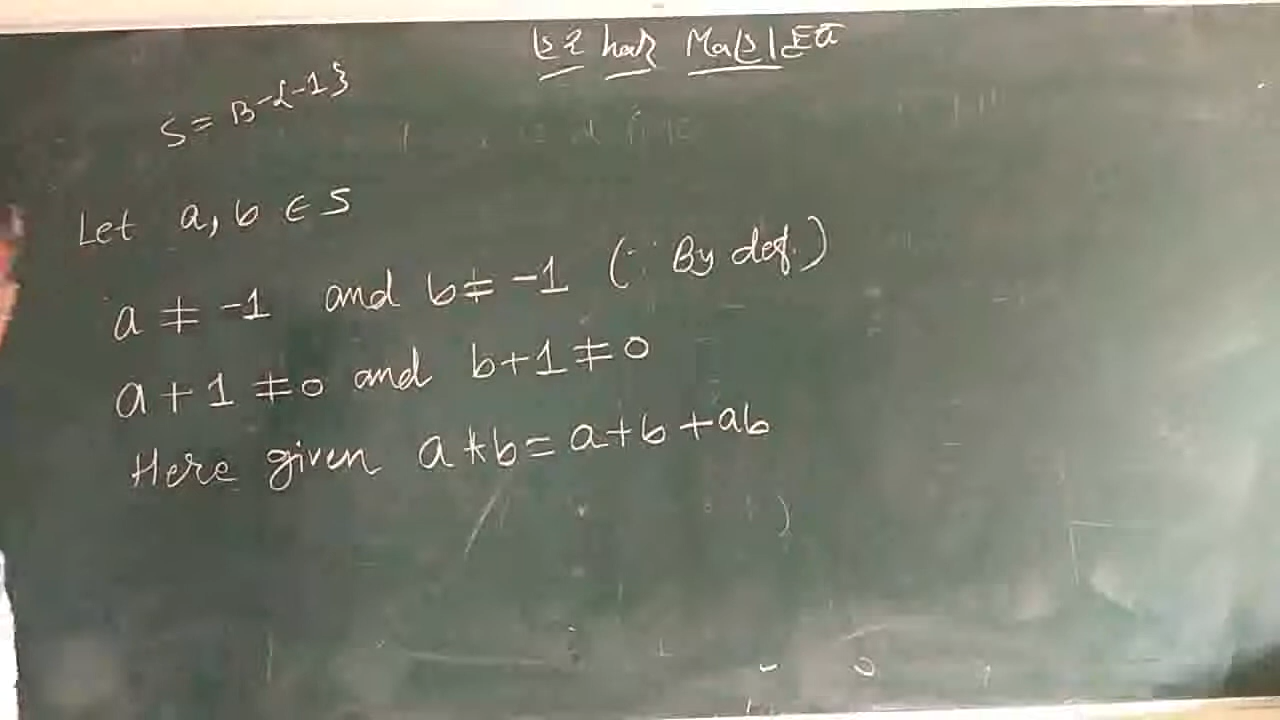 S = R-{-1}
Let a, b ∈ S
a ≠ -1 and b ≠ -1 (∵ By def.)
a + 1 ≠ 0 and b + 1 ≠ 0
Here given a * b = a + b + ab